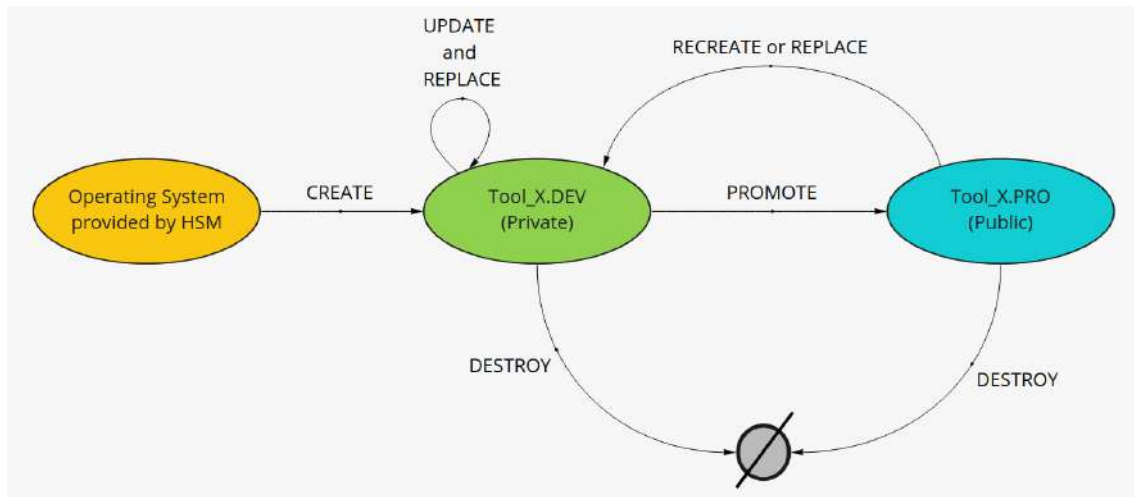 UPDATE
and
REPLACE
RECREATE or REPLACE
Operating System
provided by HSM
CREATE
Tool_X.DEV
(Private)
PROMOTE
Tool_X.PRO
(Public)
DESTROY
DESTROY